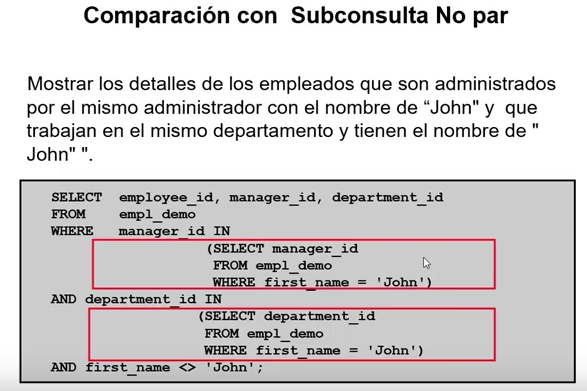 Comparación con Subconsulta No par
Mostrar los detalles de los empleados que son administrados
por el mismo administrador con el nombre de “John" y que
trabajan en el mismo departamento y tienen el nombre de "
John" ".
SELECT employee_id, manager_id, department_id
FROM empl_demo
WHERE manager_id IN
(SELECT manager_id
FROM empl_demo
WHERE first_name = 'John')
AND department_id IN
(SELECT department_id
FROM empl_demo
WHERE first_name = 'John')
AND first_name <> 'John';